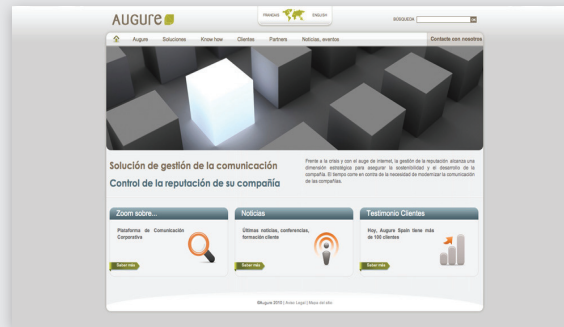 AUGURE
FRANÇAIS ENGLISH
BÚSQUEDA
Augure Soluciones Know how Clientes Partners Noticias, eventos Contacte con nosotros
Solución de gestión de la comunicación
Control de la reputación de su compañía
Frente a la crisis y con el auge de internet, la gestión de la reputación alcanza una
dimensión estratégica para asegurar la sostenibilidad y el desarrollo de la
compañía. El tiempo corre en contra de la necesidad de modernizar la comunicación
de las compañías.
Zoom sobre...
Plataforma de Comunicación
Corporativa
Saber más
Noticias
Últimas noticias, conferencias,
formación cliente
Saber más
Testimonio Clientes
Hoy, Augure Spain tiene más
de 100 clientes
Saber más
©Augure 2010 | Aviso Legal | Mapa del sitio